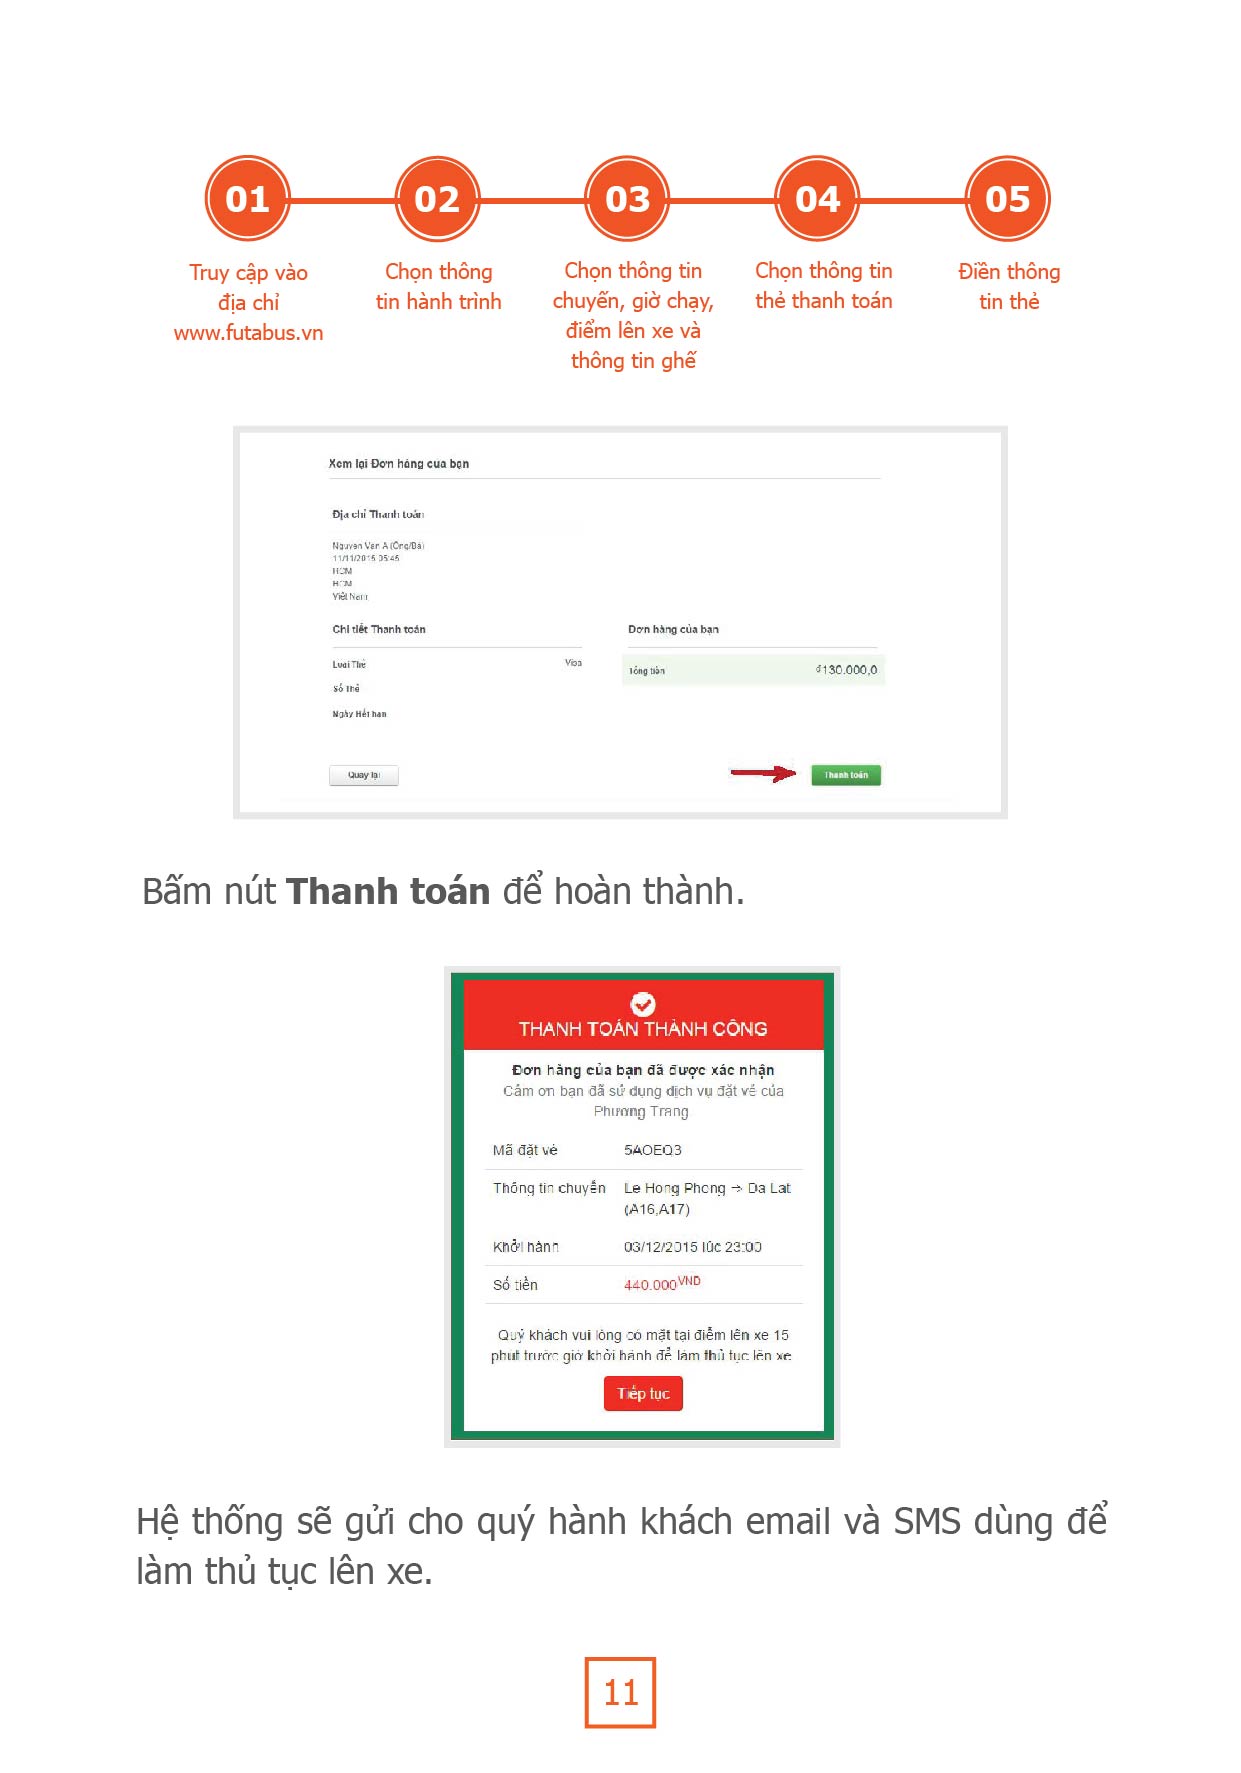 01 02 03 04 05
Truy cập vào
địa chỉ
www.futabus.vn
Chọn thông
tin hành trình
Chọn thông tin
chuyến, giờ chạy,
điểm lên xe và
thông tin ghế
Chọn thông tin
thẻ thanh toán
Điền thông
tin thẻ
Xem lại Đơn hàng của bạn
Địa chỉ Thanh toán
Nguyen Van A (Ông/Bà)
11/11/2015 05:45
HCM
HCM
Việt Nam
Chi tiết Thanh toán
Loại Thẻ Visa
Số Thẻ
Ngày Hết hạn
Đơn hàng của bạn
Tổng tiền ₫130.000,0
Quay lại
Thanh toán
Bấm nút Thanh toán để hoàn thành.
THANH TOÁN THÀNH CÔNG
Đơn hàng của bạn đã được xác nhận
Cảm ơn bạn đã sử dụng dịch vụ đặt vé của
Phương Trang
Mã đặt vé 5AOEQ3
Thông tin chuyến Le Hong Phong → Da Lat
(A16,A17)
Khởi hành 03/12/2015 lúc 23:00
Số tiền 440.000 VND
Quý khách vui lòng có mặt tại điểm lên xe 15
phút trước giờ khởi hành để làm thủ tục lên xe
Tiếp tục
Hệ thống sẽ gửi cho quý hành khách email và SMS dùng để
làm thủ tục lên xe.
11